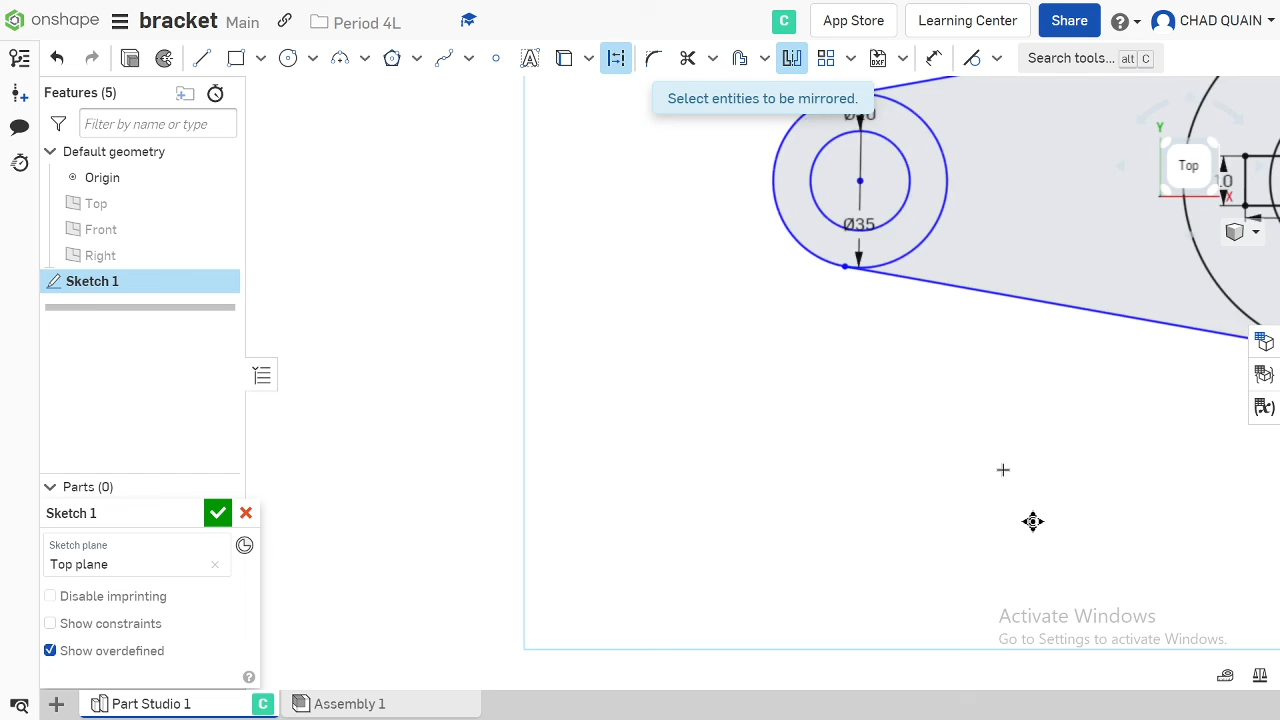 onshape bracket Main Period 4L App Store Learning Center Share CHAD QUAIN
C
Search tools... alt C
Features (5)
Select entities to be mirrored.
Filter by name or type
Default geometry
Origin
Top
Front
Right
Sketch 1
Ø35
Y
Top
X
Parts (0)
Sketch 1
Sketch plane
Top plane
Disable imprinting
Show constraints
Show overdefined
Activate Windows
Go to Settings to activate Windows.
Part Studio 1 C Assembly 1